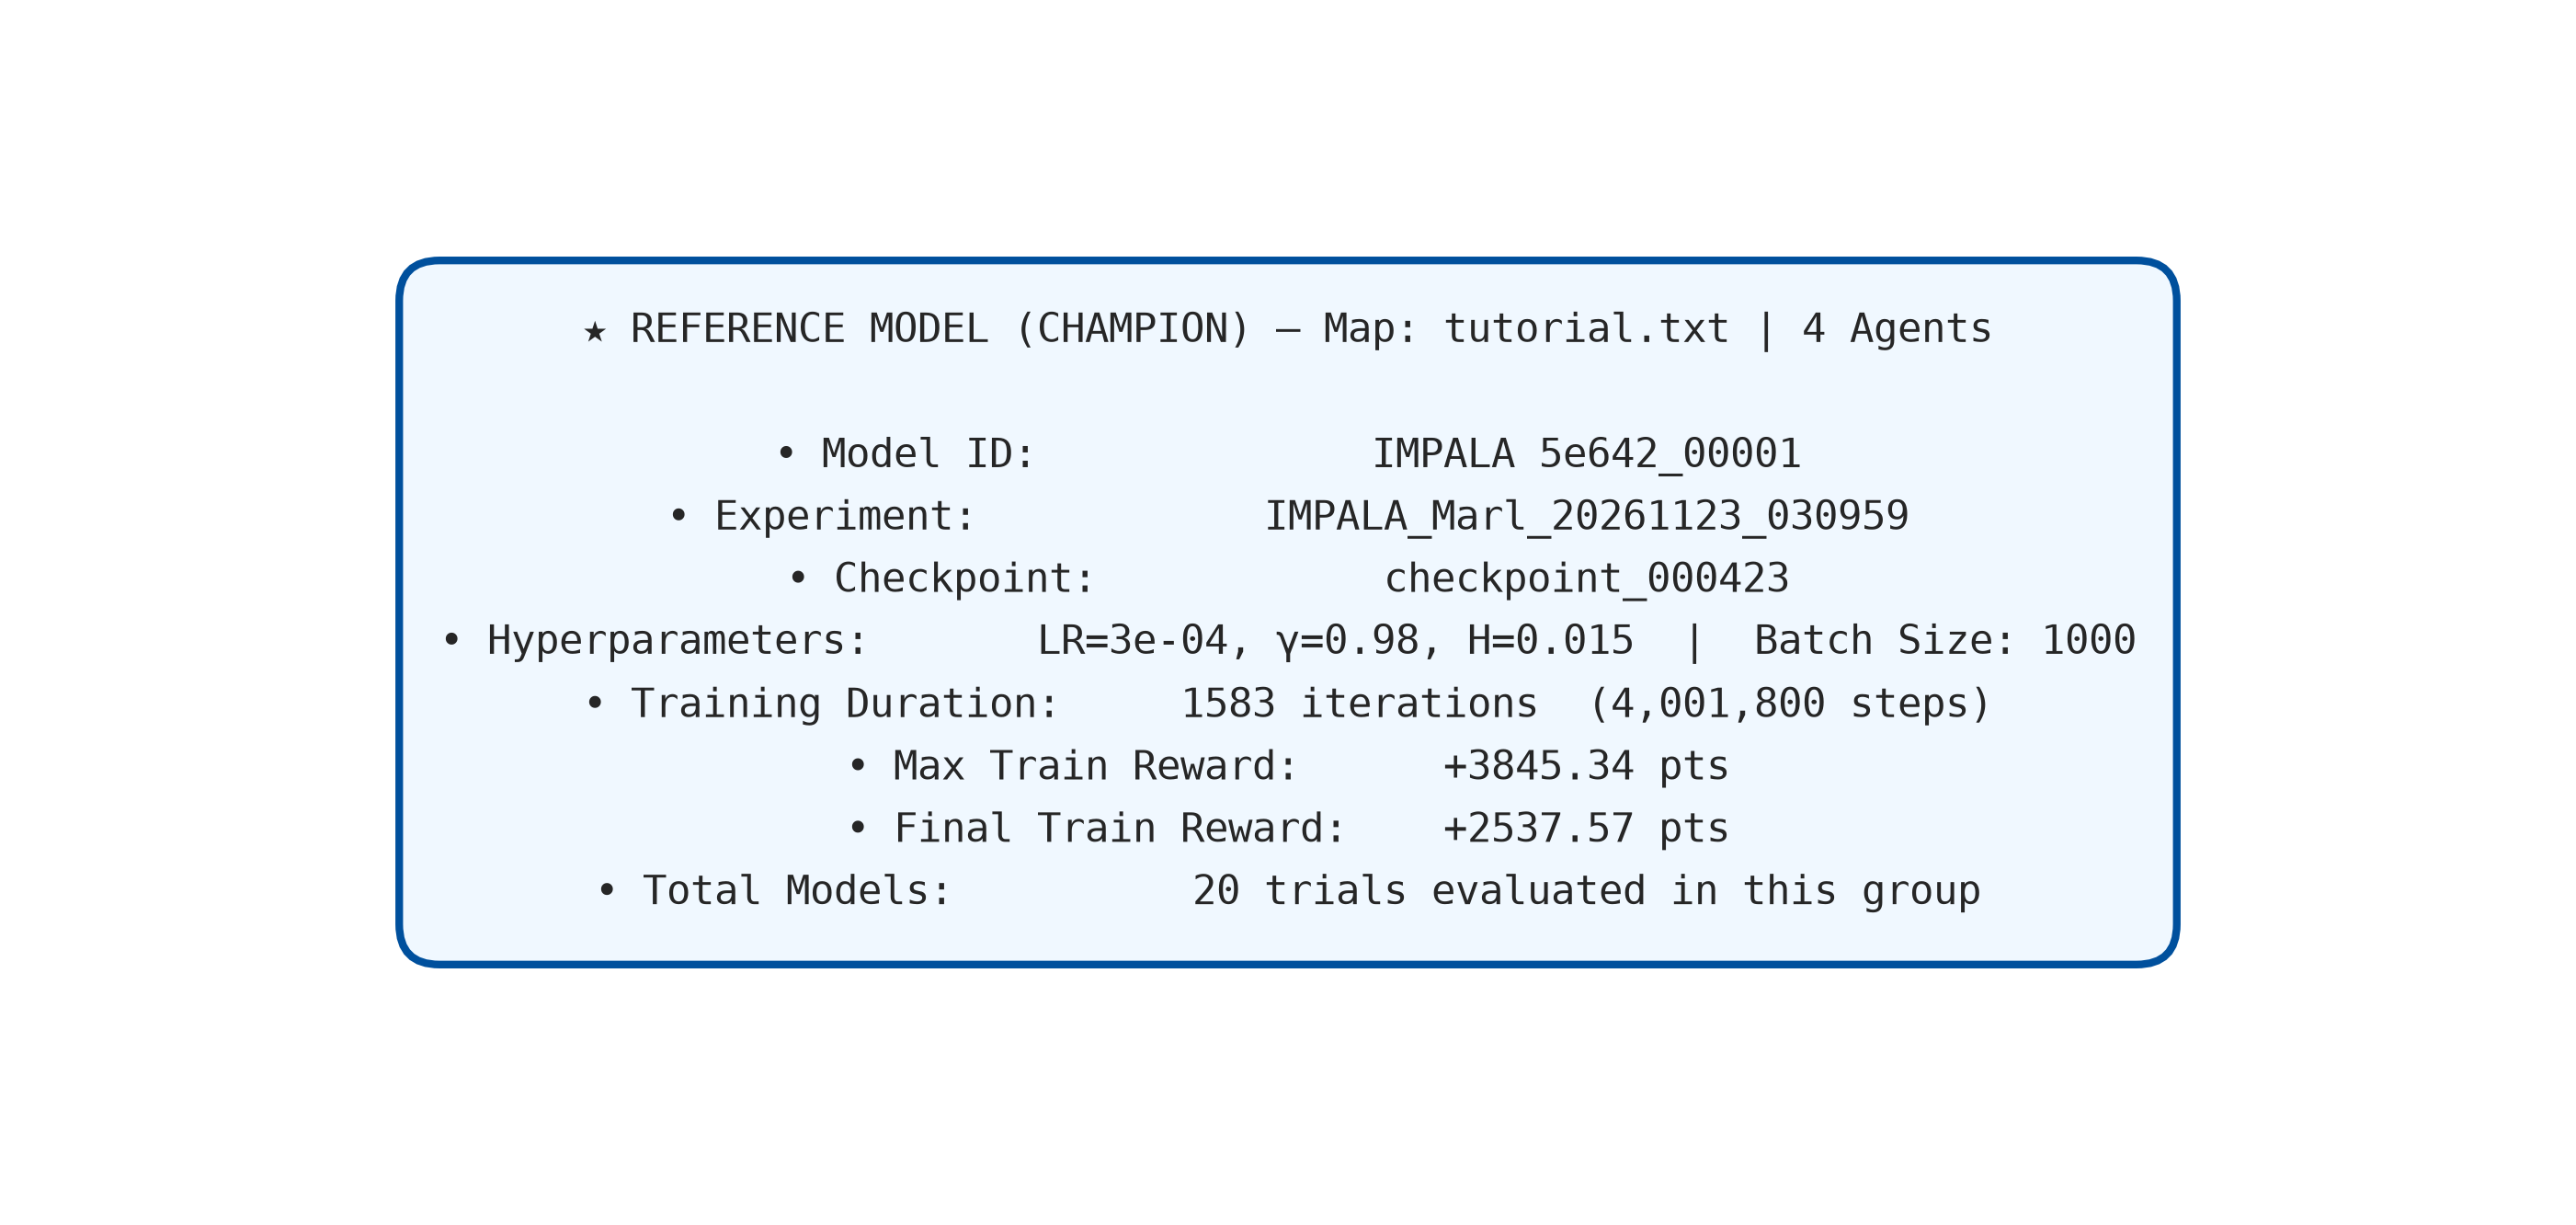 ★ REFERENCE MODEL (CHAMPION) — Map: tutorial.txt | 4 Agents
• Model ID: IMPALA 5e642_00001
• Experiment: IMPALA_Marl_20261123_030959
• Checkpoint: checkpoint_000423
• Hyperparameters: LR=3e-04, γ=0.98, H=0.015 | Batch Size: 1000
• Training Duration: 1583 iterations (4,001,800 steps)
• Max Train Reward: +3845.34 pts
• Final Train Reward: +2537.57 pts
• Total Models: 20 trials evaluated in this group